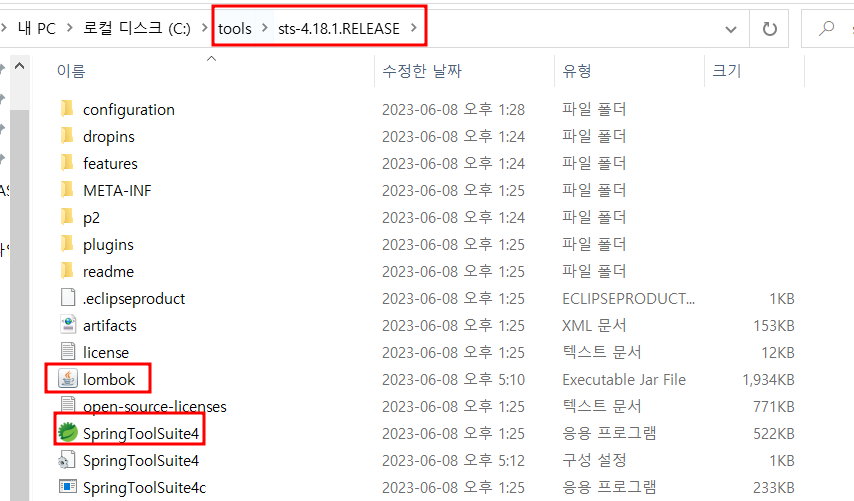 내 PC > 로컬 디스크 (C:) > tools > sts-4.18.1.RELEASE >
이름 수정한 날짜 유형 크기
configuration 2023-06-08 오후 1:28 파일 폴더
dropins 2023-06-08 오후 1:24 파일 폴더
features 2023-06-08 오후 1:24 파일 폴더
META-INF 2023-06-08 오후 1:25 파일 폴더
p2 2023-06-08 오후 1:24 파일 폴더
plugins 2023-06-08 오후 1:25 파일 폴더
readme 2023-06-08 오후 1:25 파일 폴더
.eclipseproduct 2023-06-08 오후 1:25 ECLIPSEPRODUCT... 1KB
artifacts 2023-06-08 오후 1:25 XML 문서 153KB
license 2023-06-08 오후 1:25 텍스트 문서 12KB
lombok 2023-06-08 오후 5:10 Executable Jar File 1,934KB
open-source-licenses 2023-06-08 오후 1:25 텍스트 문서 771KB
SpringToolSuite4 2023-06-08 오후 1:25 응용 프로그램 522KB
SpringToolSuite4 2023-06-08 오후 5:12 구성 설정 1KB
SpringToolSuite4c 2023-06-08 오후 1:25 응용 프로그램 233KB